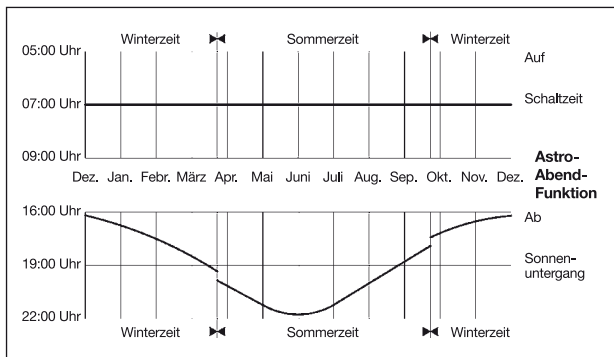 Winterzeit Sommerzeit Winterzeit
05:00 Uhr Auf
07:00 Uhr Schaltzeit
09:00 Uhr
Dez. Jan. Febr. März Apr. Mai Juni Juli Aug. Sep. Okt. Nov. Dez.
Astro-
Abend-
Funktion
16:00 Uhr Ab
19:00 Uhr Sonnen-
untergang
22:00 Uhr
Winterzeit Sommerzeit Winterzeit